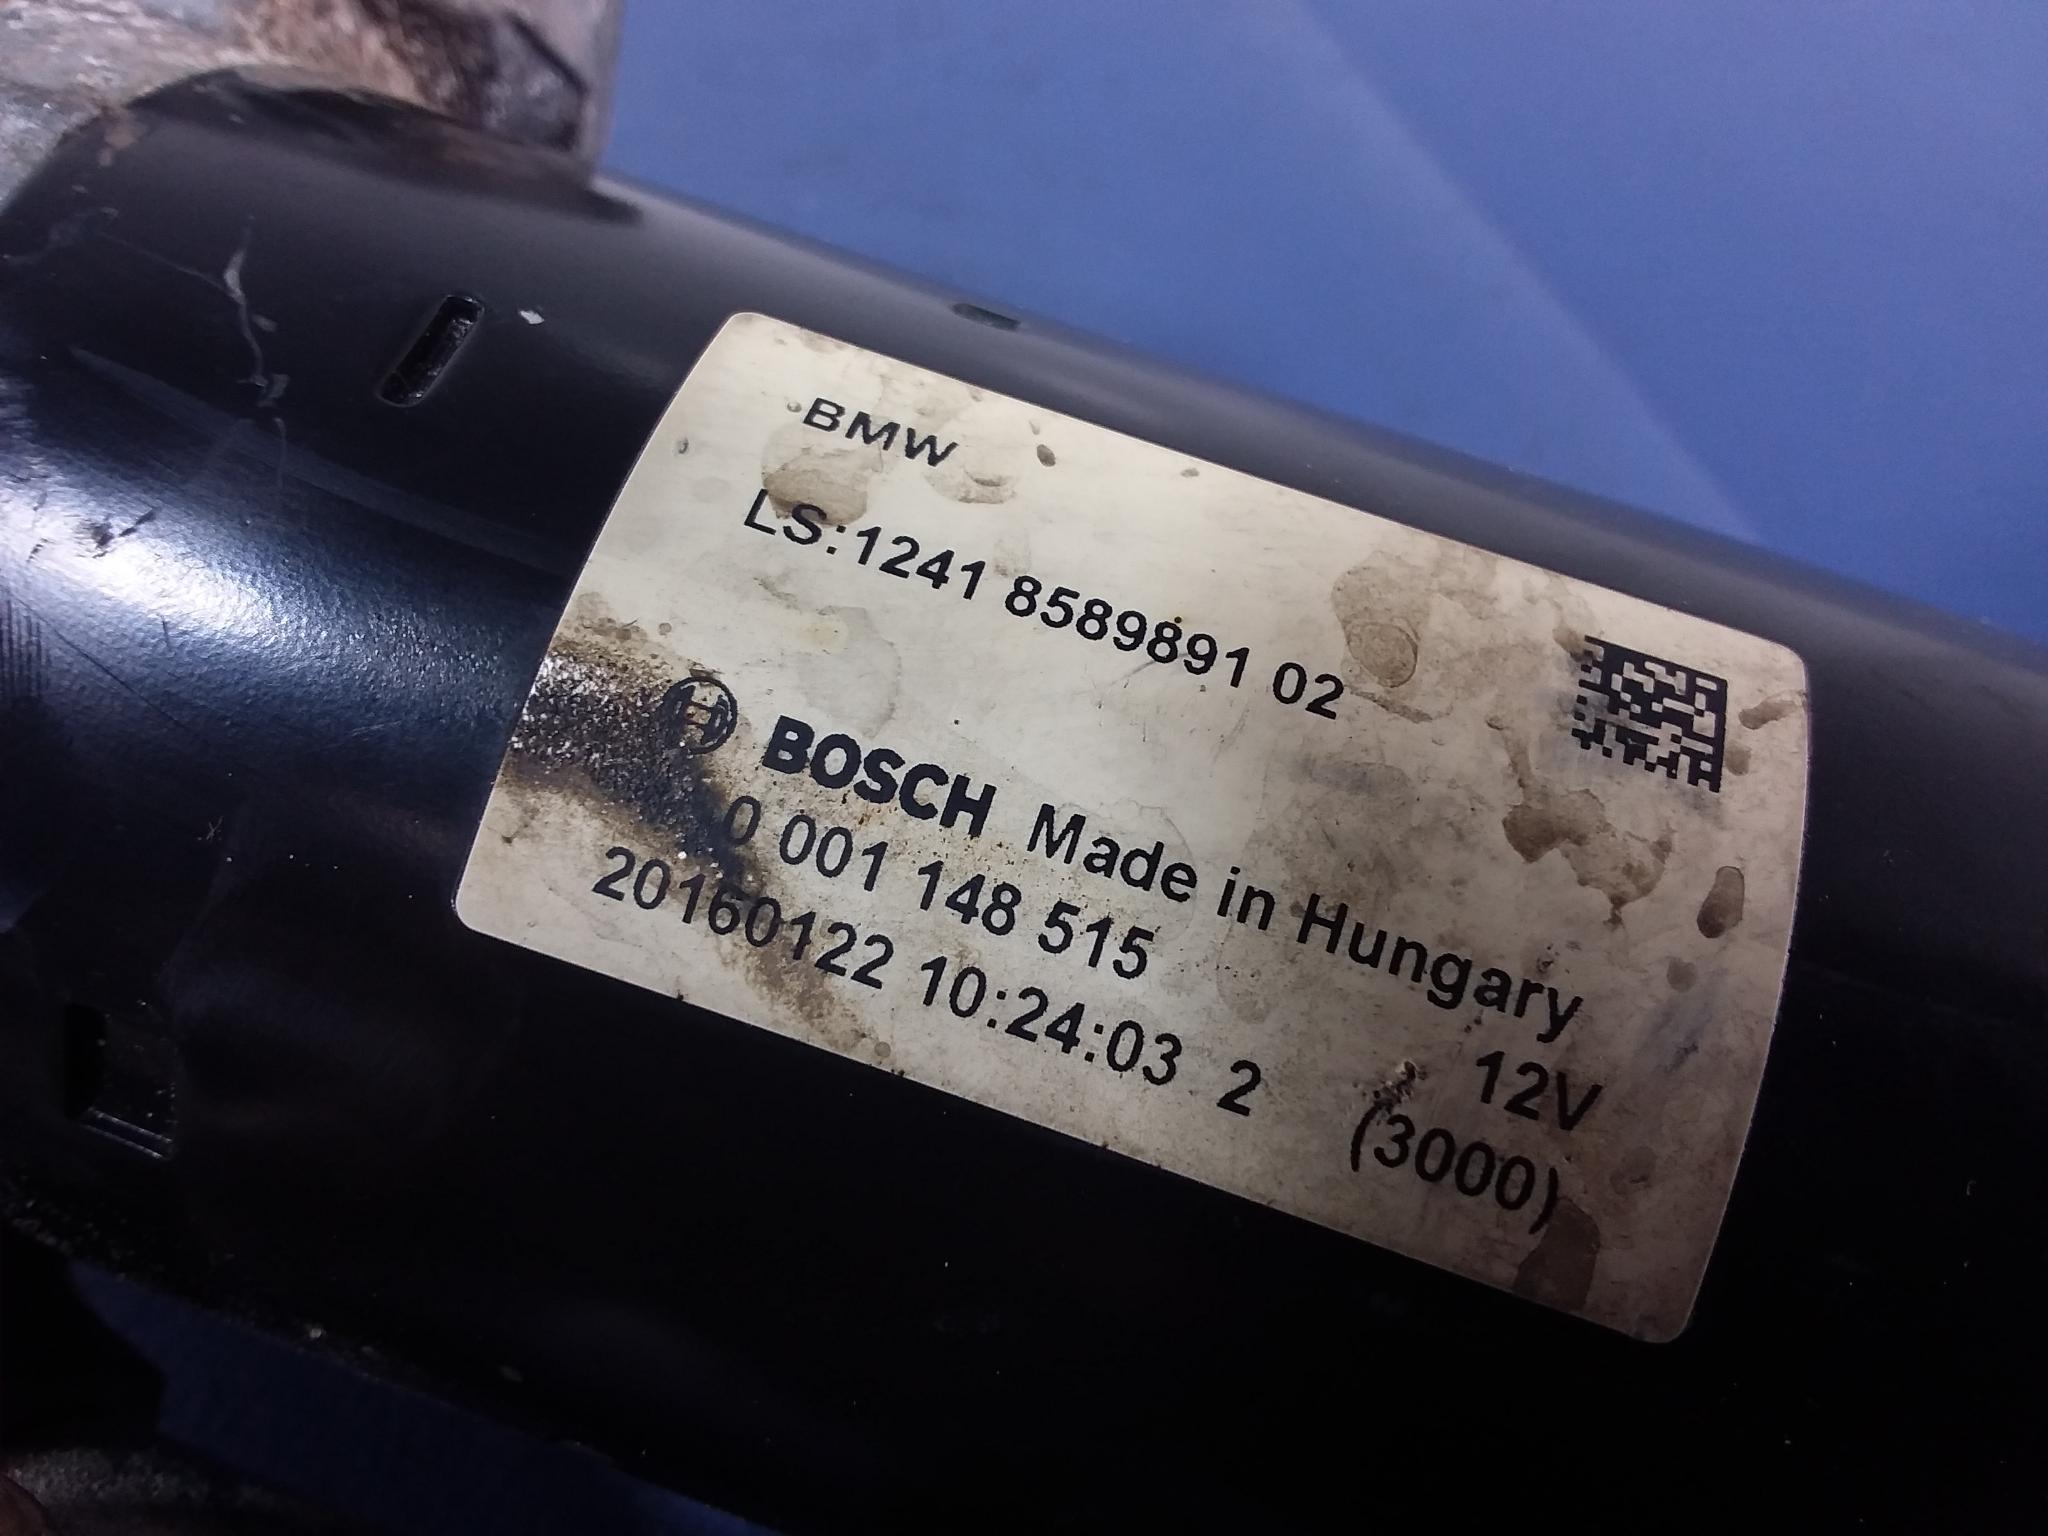 BMW
LS:1241 8589891 02
BOSCH Made in Hungary
0 001 148 515 12V
20160122 10:24:03 2 (3000)